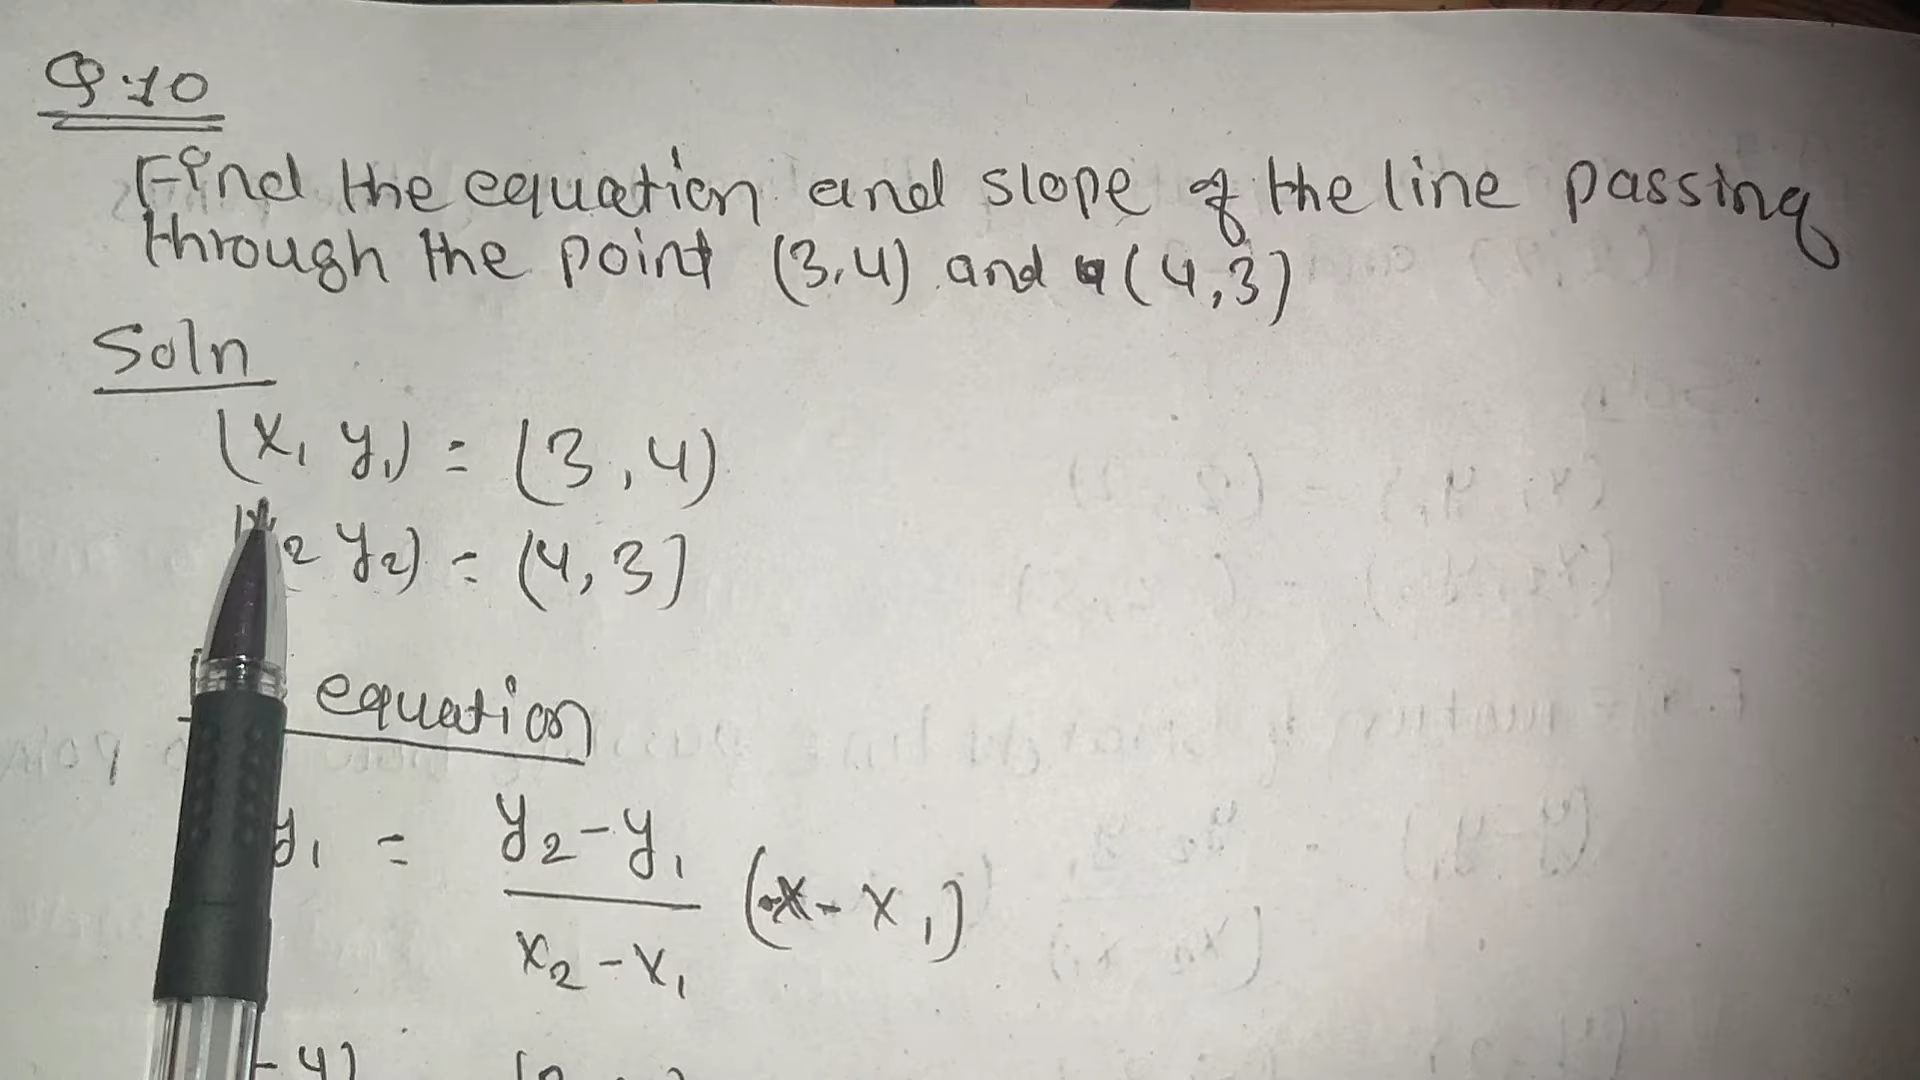 Q.10
Find the equation and slope of the line passing
through the point (3,4) and (4,3)
Soln
(x₁ y₁) = (3,4)
₂ y₂) = (4,3)
equation
y₁ = y₂-y₁ / x₂-x₁ (x-x₁)
-4)